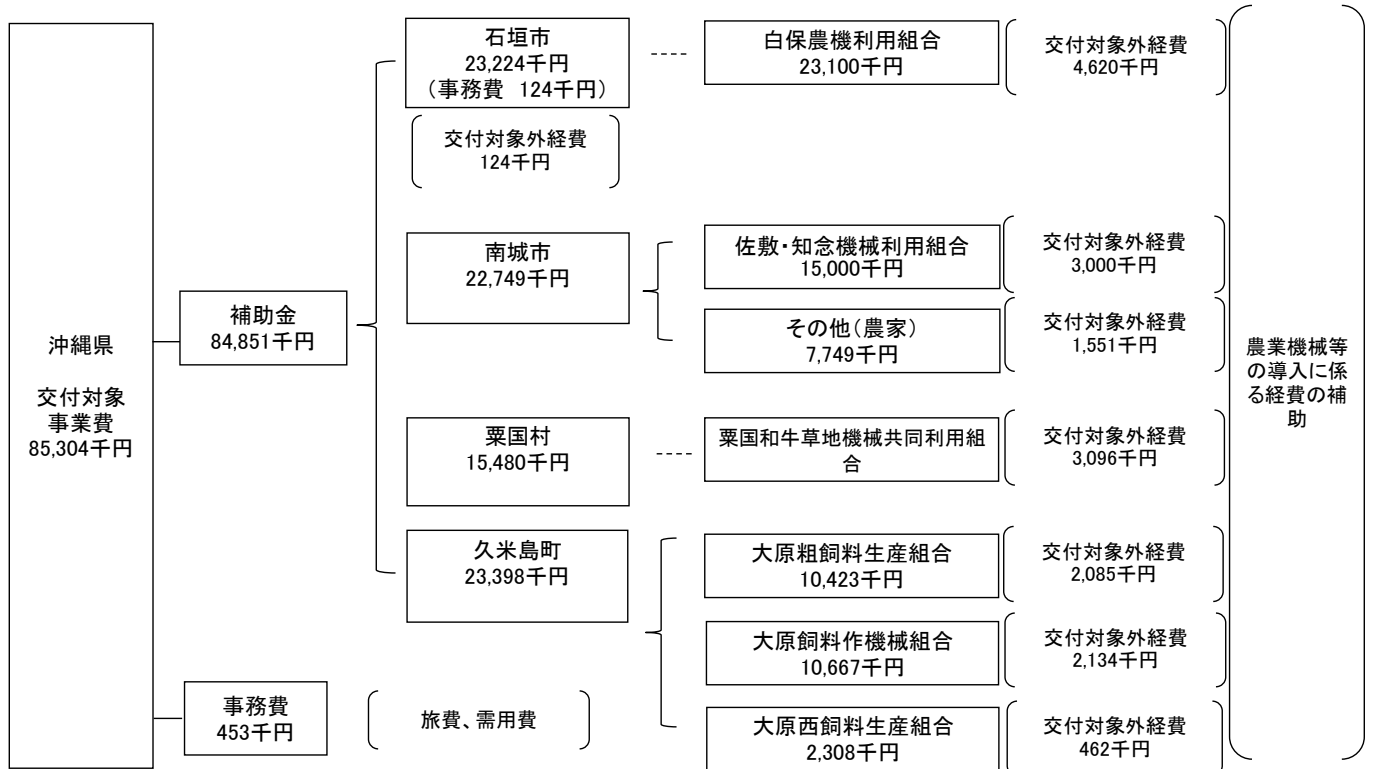 沖縄県
交付対象
事業費
85,304千円
補助金
84,851千円
事務費
453千円
旅費、需用費
石垣市
23,224千円
（事務費　124千円）
交付対象外経費
124千円
白保農機利用組合
23,100千円
交付対象外経費
4,620千円
南城市
22,749千円
佐敷・知念機械利用組合
15,000千円
交付対象外経費
3,000千円
その他（農家）
7,749千円
交付対象外経費
1,551千円
粟国村
15,480千円
粟国和牛草地機械共同利用組
合
交付対象外経費
3,096千円
久米島町
23,398千円
大原粗飼料生産組合
10,423千円
交付対象外経費
2,085千円
大原飼料作機械組合
10,667千円
交付対象外経費
2,134千円
大原西飼料生産組合
2,308千円
交付対象外経費
462千円
農業機械等
の導入に係
る経費の補
助